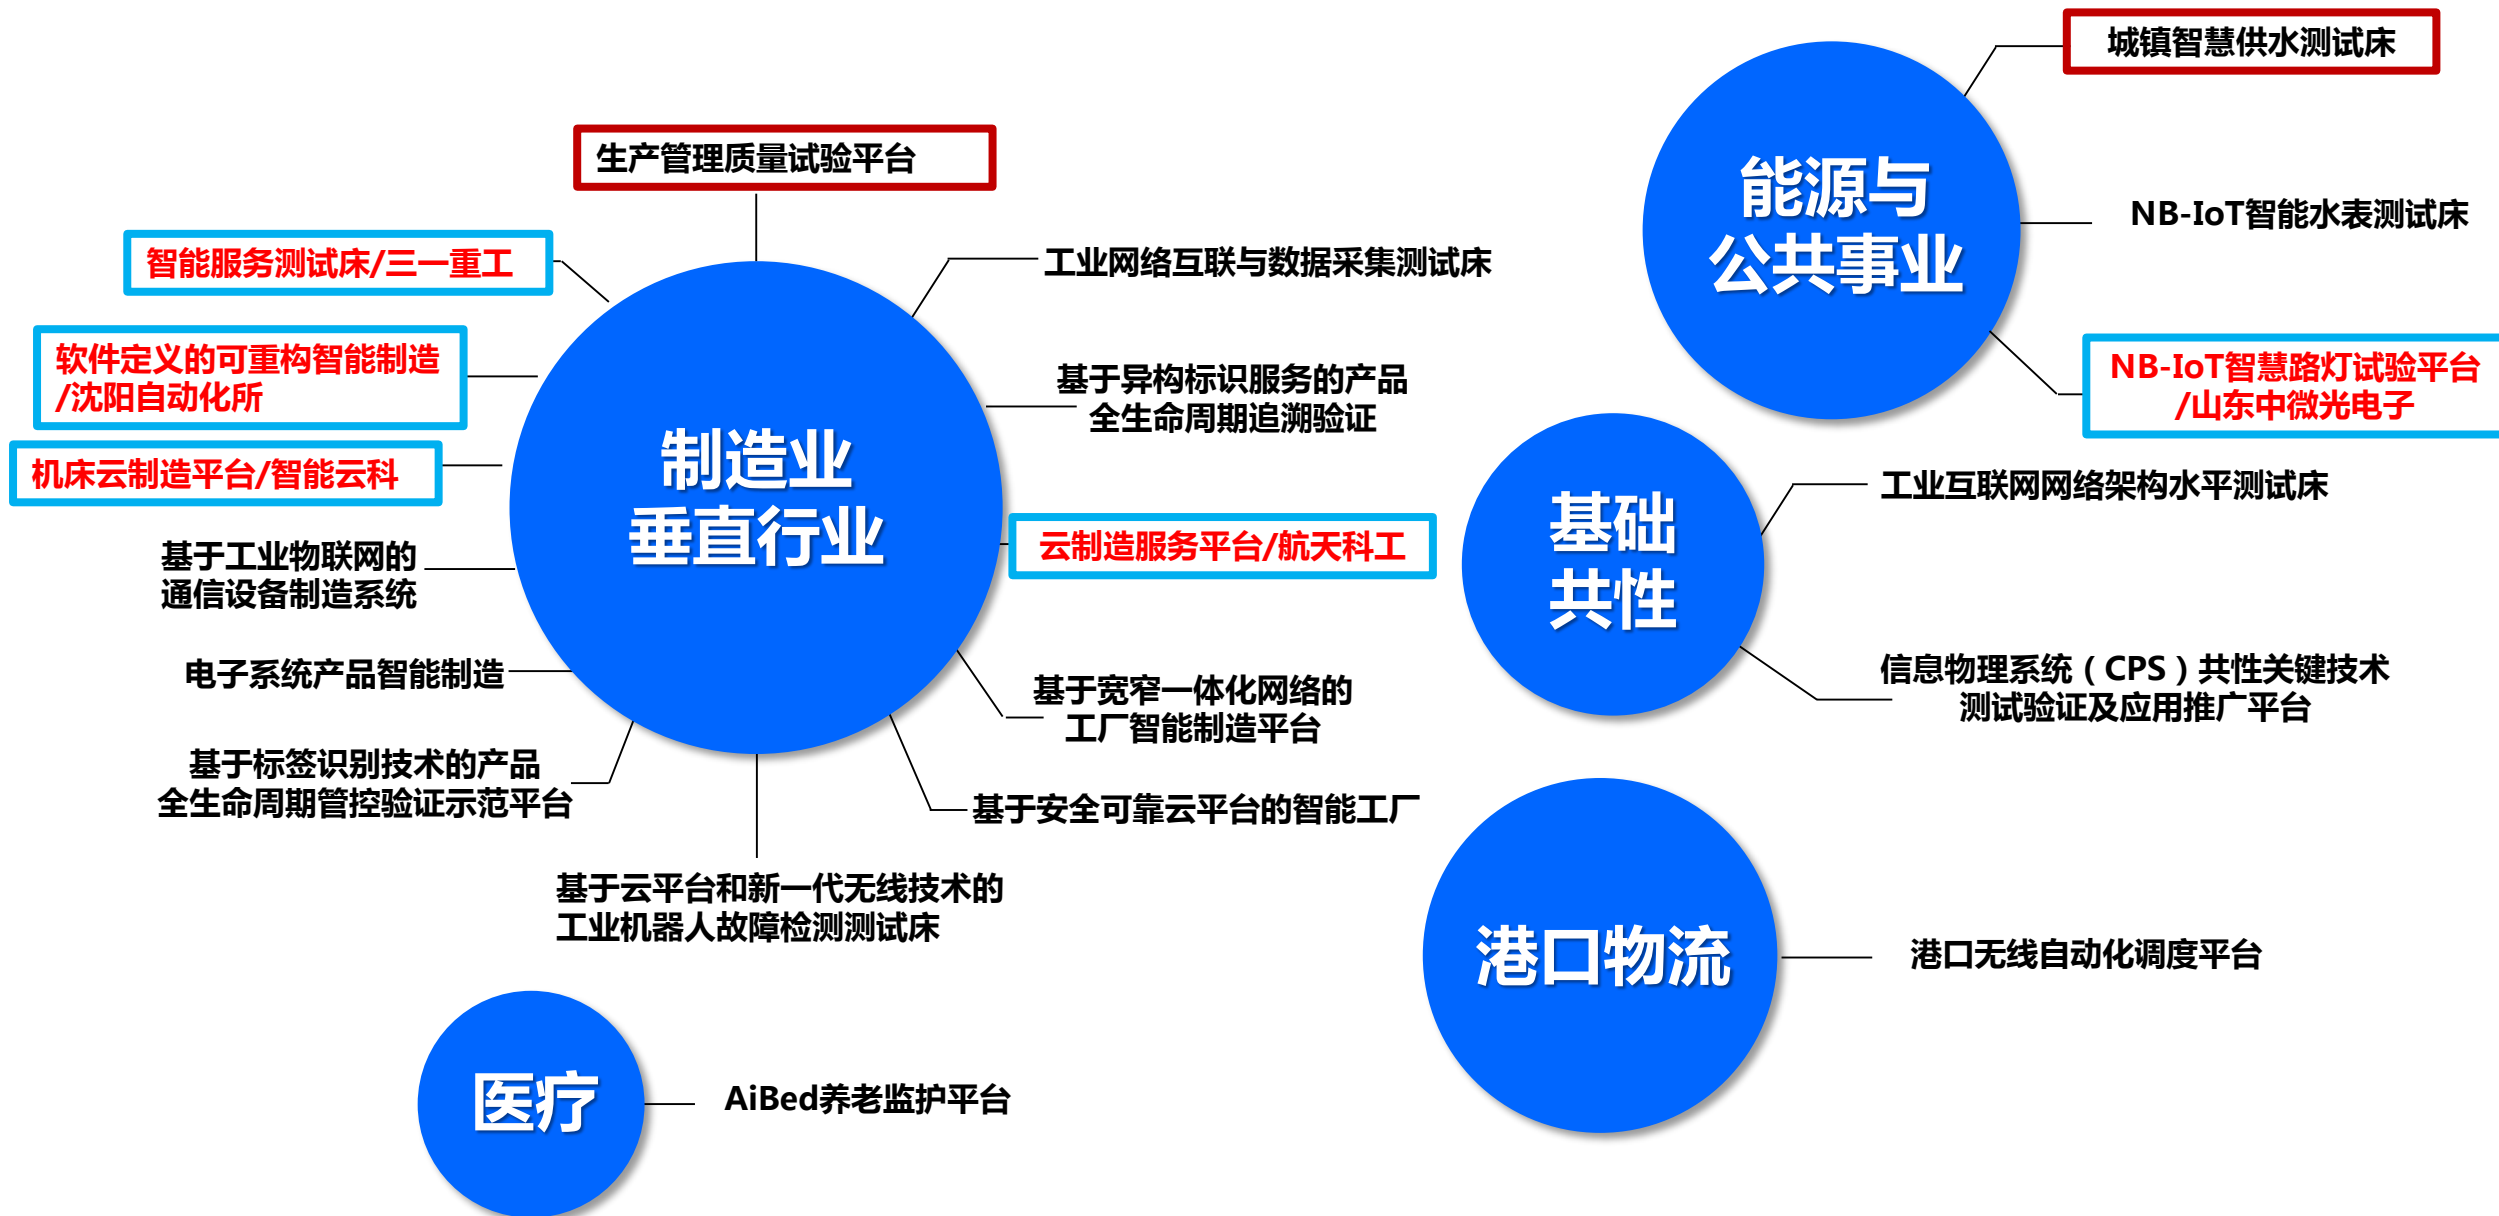 生产管理质量试验平台
智能服务测试床/三一重工
软件定义的可重构智能制造
/沈阳自动化所
机床云制造平台/智能云科
基于工业物联网的
通信设备制造系统
电子系统产品智能制造
基于标签识别技术的产品
全生命周期管控验证示范平台
制造业
垂直行业
工业网络互联与数据采集测试床
基于异构标识服务的产品
全生命周期追溯验证
云制造服务平台/航天科工
基于宽窄一体化网络的
工厂智能制造平台
基于安全可靠云平台的智能工厂
基于云平台和新一代无线技术的
工业机器人故障检测测试床
医疗
AiBed养老监护平台
能源与
公共事业
城镇智慧供水测试床
NB-IoT智能水表测试床
NB-IoT智慧路灯试验平台
/山东中微光电子
基础
共性
工业互联网网络架构水平测试床
信息物理系统（CPS）共性关键技术
测试验证及应用推广平台
港口物流
港口无线自动化调度平台